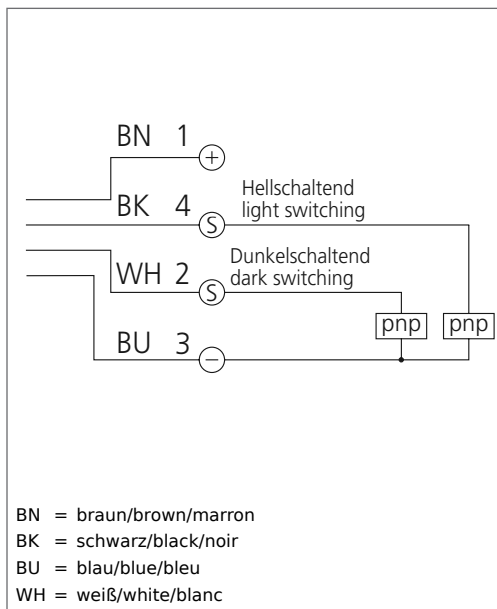 BN 1
+
Hellschaltend
BK 4
light switching
S
Dunkelschaltend
WH 2
dark switching
S
pnp pnp
BU 3
−
BN = braun/brown/marron
BK = schwarz/black/noir
BU = blau/blue/bleu
WH = weiß/white/blanc